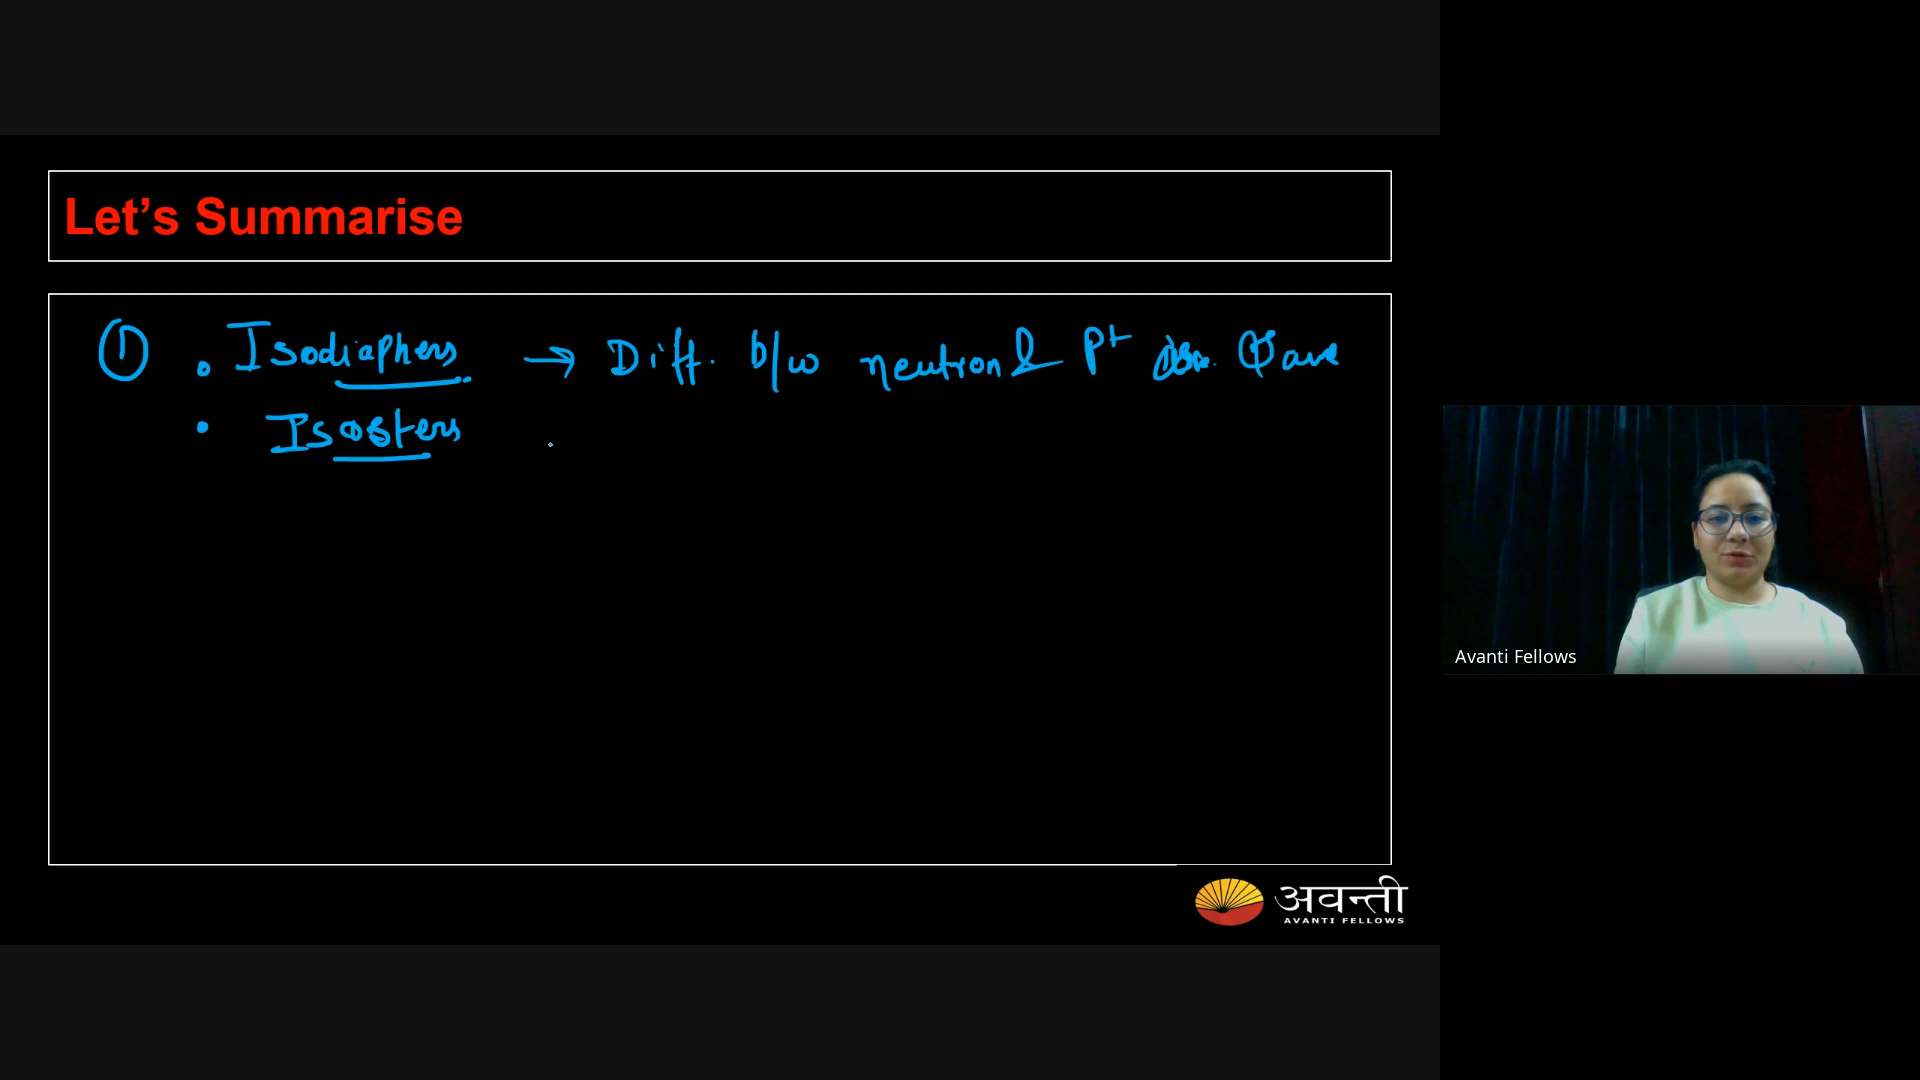 Let's Summarise
① • Isodiaphers → Diff. b/w neutron & P+ are
• Isosters
Avanti Fellows
अवन्ती
AVANTI FELLOWS